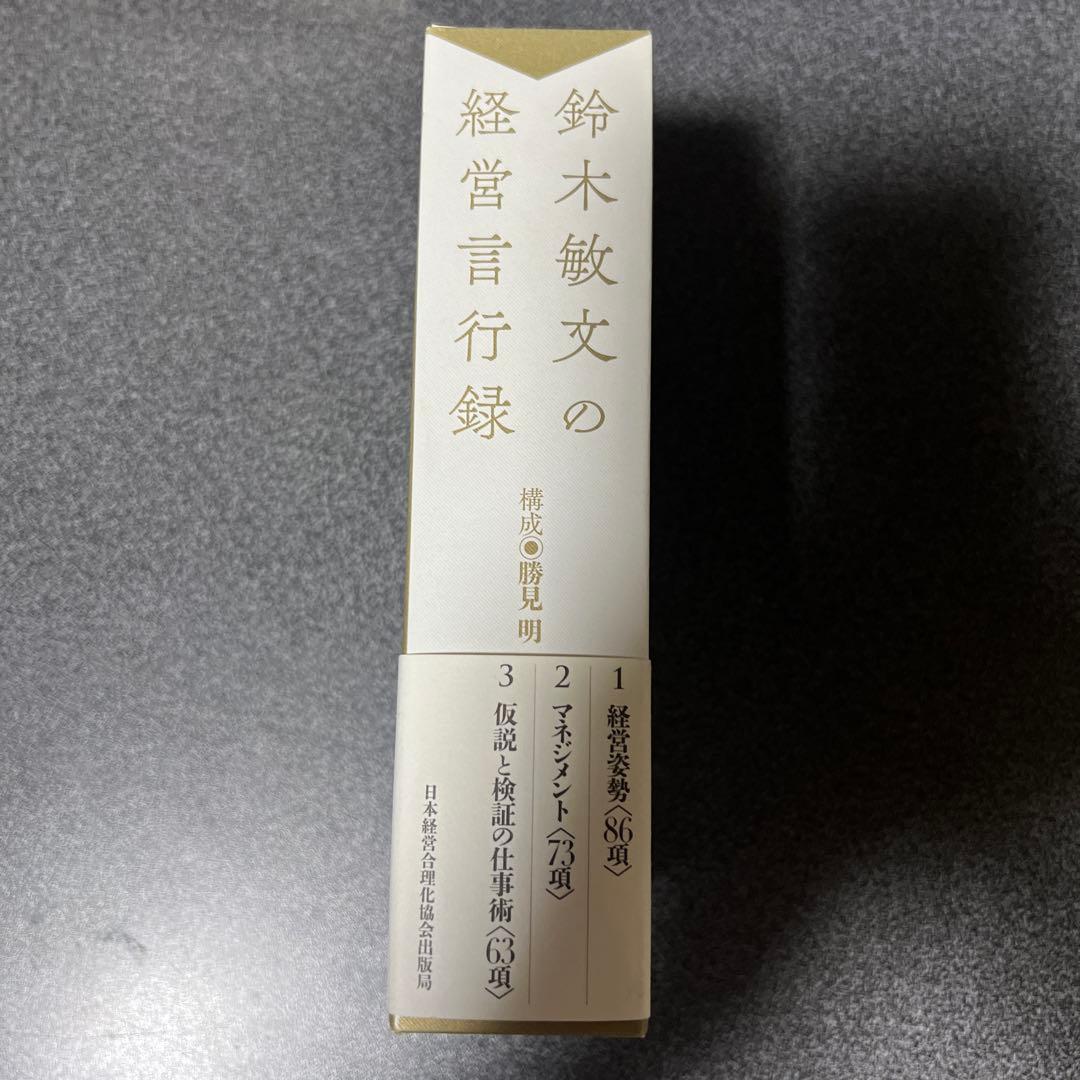 鈴木敏文の
経営言行録
構成◉勝見 明
1 経営姿勢〈86項〉
2 マネジメント〈73項〉
3 仮説と検証の仕事術〈63項〉
日本経営合理化協会出版局